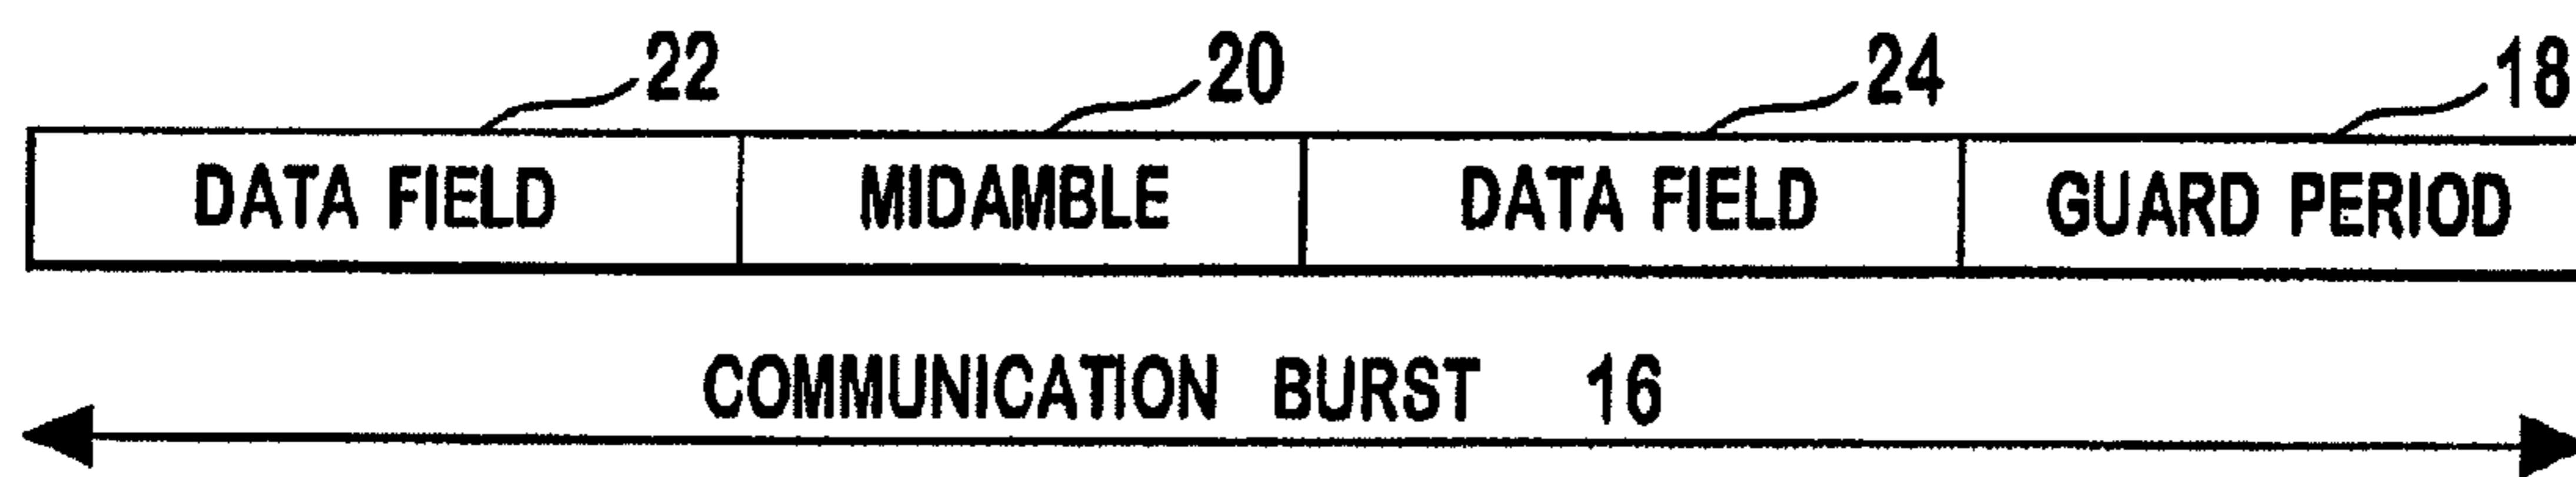 22 20 24 18
DATA FIELD MIDAMBLE DATA FIELD GUARD PERIOD
COMMUNICATION BURST 16